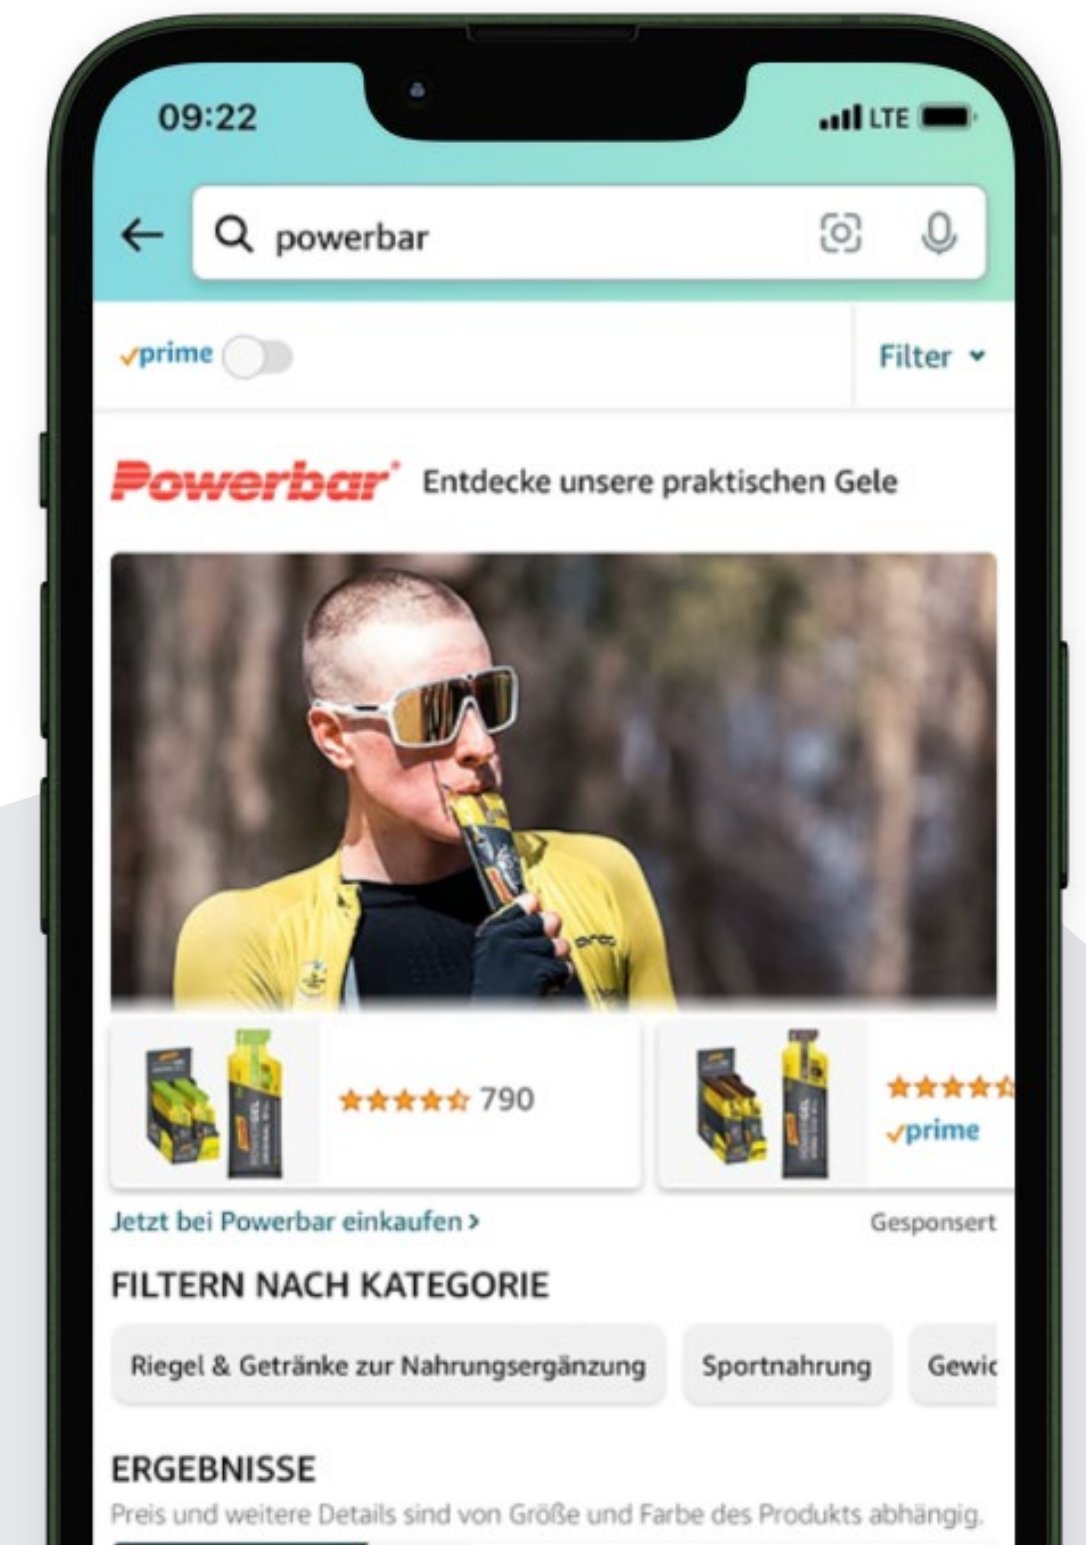 09:22
LTE
powerbar
prime
Filter
Powerbar
Entdecke unsere praktischen Gele
790
prime
Jetzt bei Powerbar einkaufen
Gesponsert
FILTERN NACH KATEGORIE
Riegel & Getränke zur Nahrungsergänzung
Sportnahrung
Gewic
ERGEBNISSE
Preis und weitere Details sind von Größe und Farbe des Produkts abhängig.